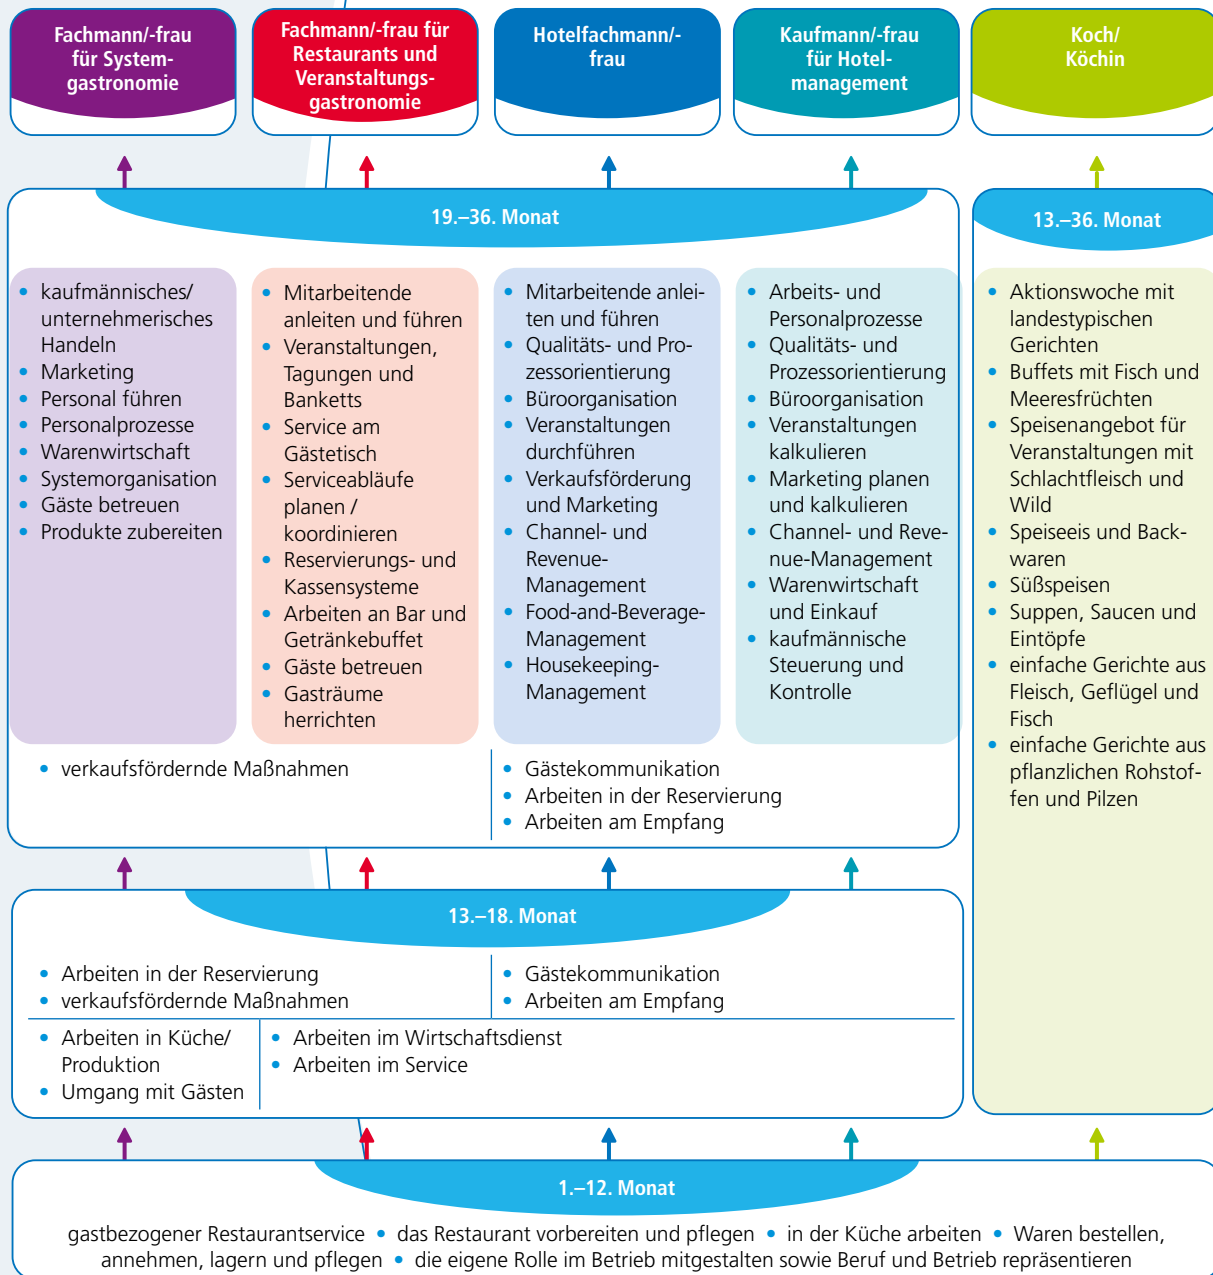 Fachmann/-frau
für System-
gastronomie
Fachmann/-frau für
Restaurants und
Veranstaltungs-
gastronomie
Hotelfachmann/-
frau
Kaufmann/-frau
für Hotel-
management
Koch/
Köchin
19.–36. Monat
13.–36. Monat
• kaufmännisches/
unternehmerisches
Handeln
• Marketing
• Personal führen
• Personalprozesse
• Warenwirtschaft
• Systemorganisation
• Gäste betreuen
• Produkte zubereiten
• Mitarbeitende
anleiten und führen
• Veranstaltungen,
Tagungen und
Banketts
• Service am
Gästetisch
• Serviceabläufe
planen /
koordinieren
• Reservierungs- und
Kassensysteme
• Arbeiten an Bar und
Getränkebuffet
• Gäste betreuen
• Gasträume
herrichten
• Mitarbeitende anlei-
ten und führen
• Qualitäts- und Pro-
zessorientierung
• Büroorganisation
• Veranstaltungen
durchführen
• Verkaufsförderung
und Marketing
• Channel- und
Revenue-
Management
• Food-and-Beverage-
Management
• Housekeeping-
Management
• Arbeits- und
Personalprozesse
• Qualitäts- und
Prozessorientierung
• Büroorganisation
• Veranstaltungen
kalkulieren
• Marketing planen
und kalkulieren
• Channel- und Reve-
nue-Management
• Warenwirtschaft
und Einkauf
• kaufmännische
Steuerung und
Kontrolle
• Aktionswoche mit
landestypischen
Gerichten
• Buffets mit Fisch und
Meeresfrüchten
• Speisenangebot für
Veranstaltungen mit
Schlachtfleisch und
Wild
• Speiseeis und Back-
waren
• Süßspeisen
• Suppen, Saucen und
Eintöpfe
• einfache Gerichte aus
Fleisch, Geflügel und
Fisch
• einfache Gerichte aus
pflanzlichen Rohstof-
fen und Pilzen
• verkaufsfördernde Maßnahmen
• Gästekommunikation
• Arbeiten in der Reservierung
• Arbeiten am Empfang
13.–18. Monat
• Arbeiten in der Reservierung
• verkaufsfördernde Maßnahmen
• Gästekommunikation
• Arbeiten am Empfang
• Arbeiten in Küche/
Produktion
• Umgang mit Gästen
• Arbeiten im Wirtschaftsdienst
• Arbeiten im Service
1.–12. Monat
gastbezogener Restaurantservice • das Restaurant vorbereiten und pflegen • in der Küche arbeiten • Waren bestellen,
annehmen, lagern und pflegen • die eigene Rolle im Betrieb mitgestalten sowie Beruf und Betrieb repräsentieren